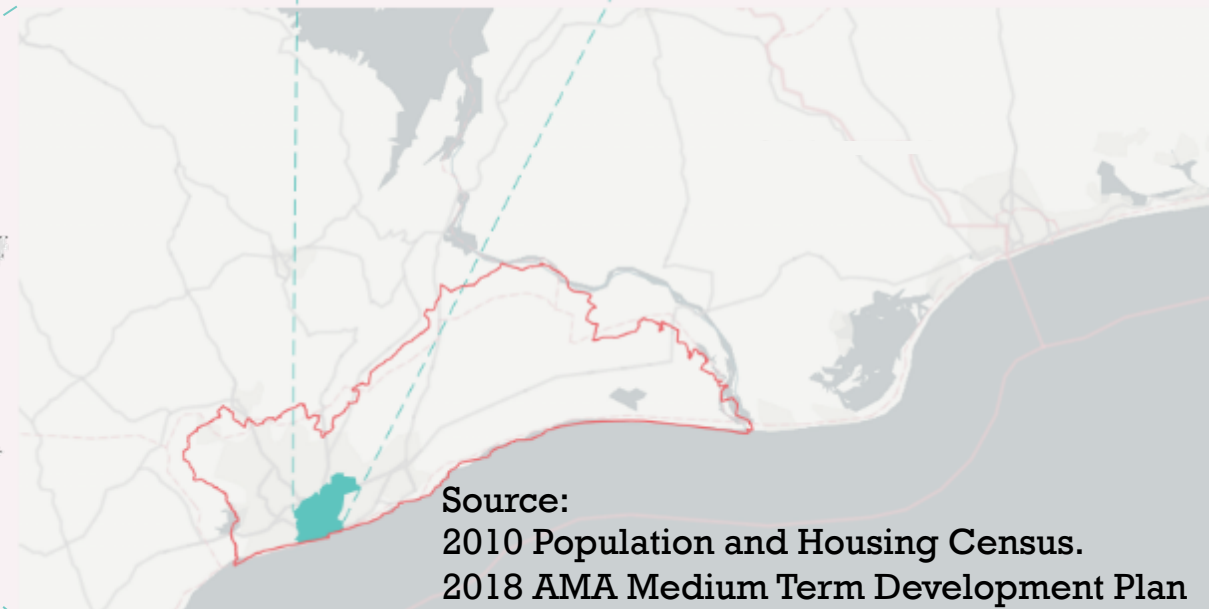 Source:
2010 Population and Housing Census.
2018 AMA Medium Term Development Plan